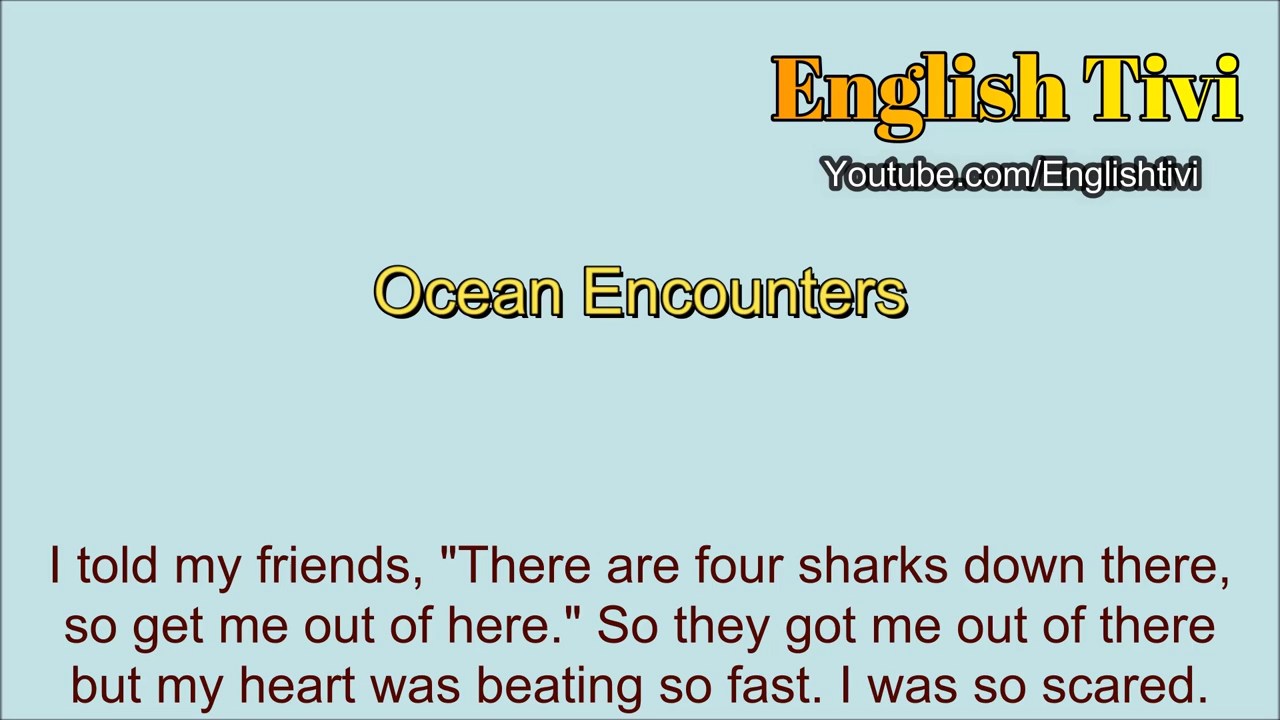 English Tivi
Youtube.com/Englishtivi
Ocean Encounters
I told my friends, "There are four sharks down there,
so get me out of here." So they got me out of there
but my heart was beating so fast. I was so scared.